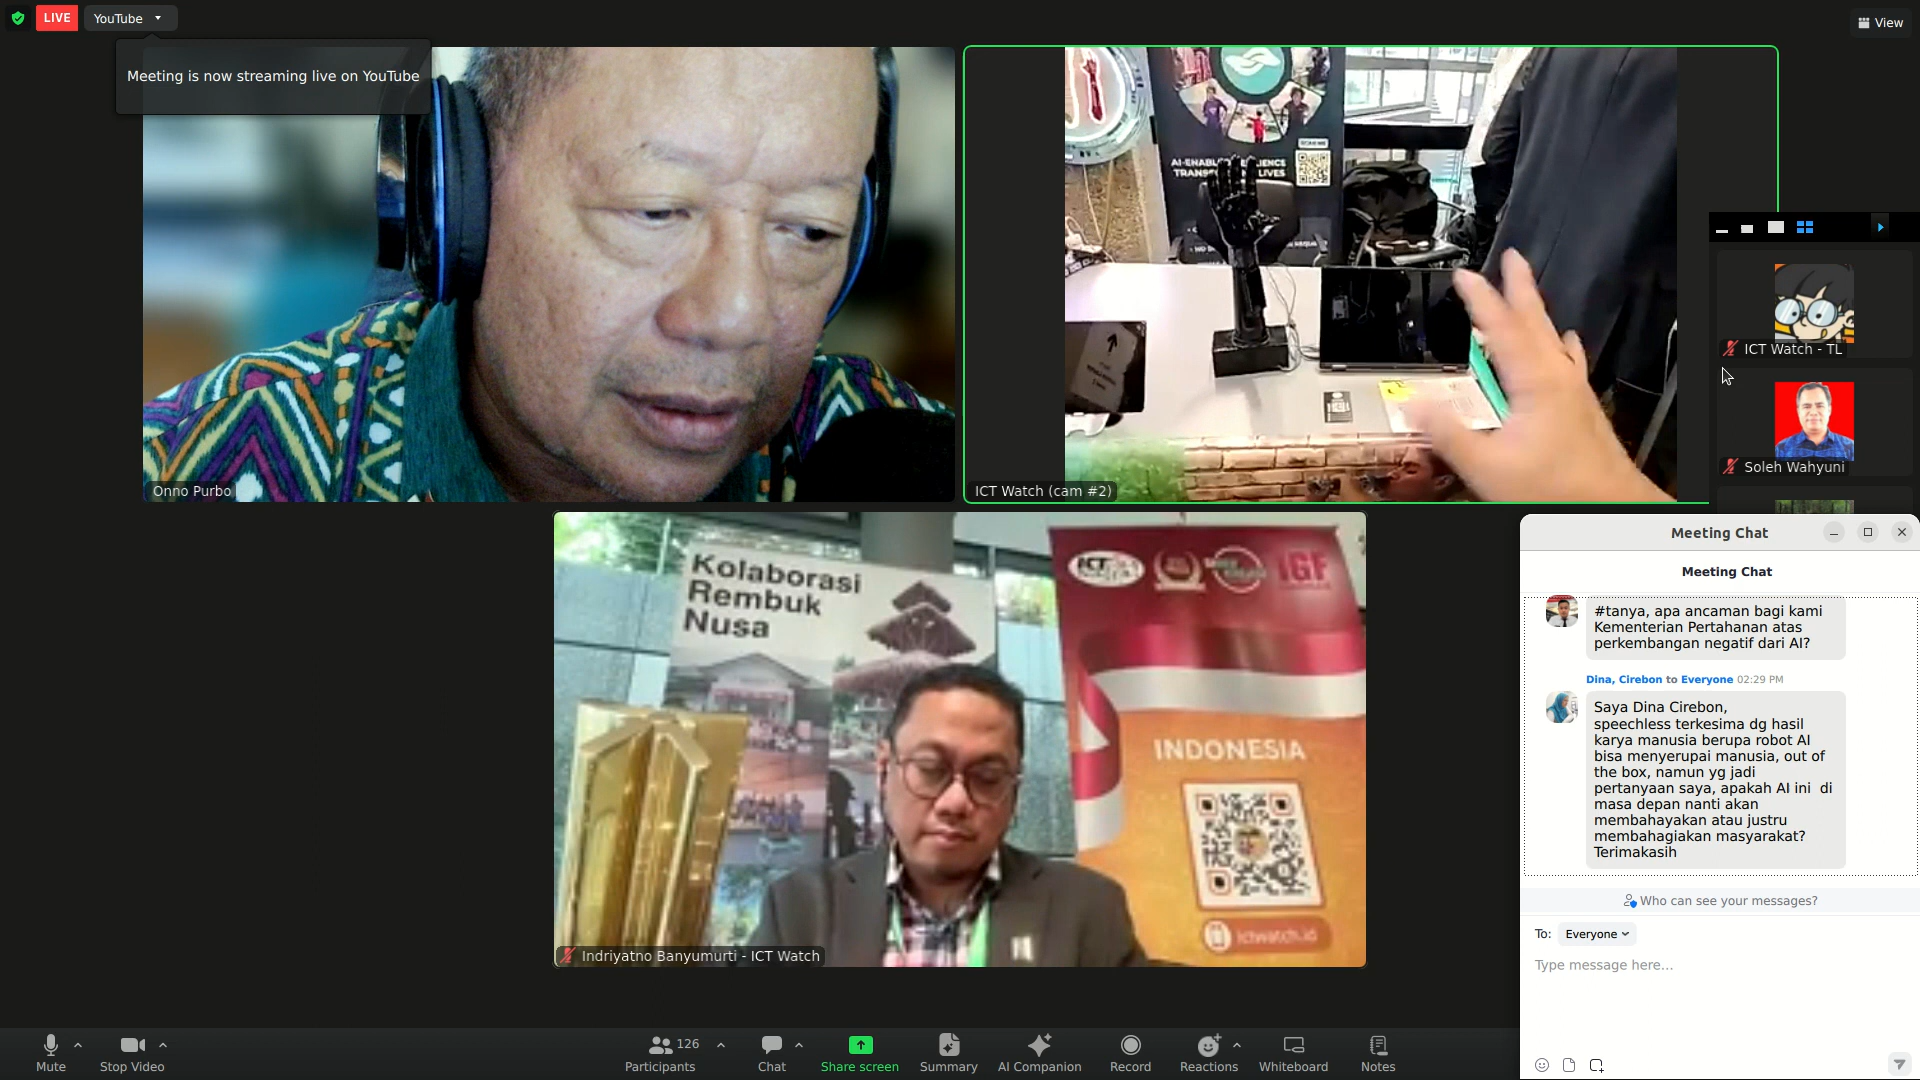 LIVE
YouTube
View
Meeting is now streaming live on YouTube
Onno Purbo
AI-ENABLED
LIVES
ICT Watch (cam #2)
ICT Watch - TL
Soleh Wahyuni
Kolaborasi
Rembuk
Nusa
ICT
IGF
INDONESIA
ictwatch.id
Indriyatno Banyumurti - ICT Watch
Meeting Chat
Meeting Chat
#tanya, apa ancaman bagi kami
Kementerian Pertahanan atas
perkembangan negatif dari AI?
Dina, Cirebon to Everyone 02:29 PM
Saya Dina Cirebon,
speechless terkesima dg hasil
karya manusia berupa robot AI
bisa menyerupai manusia, out of
the box, namun yg jadi
pertanyaan saya, apakah AI ini di
masa depan nanti akan
membahayakan atau justru
membahagiakan masyarakat?
Terimakasih
Who can see your messages?
To: Everyone
Type message here...
Mute
Stop Video
126
Participants
Chat
Share screen
Summary
AI Companion
Record
Reactions
Whiteboard
Notes